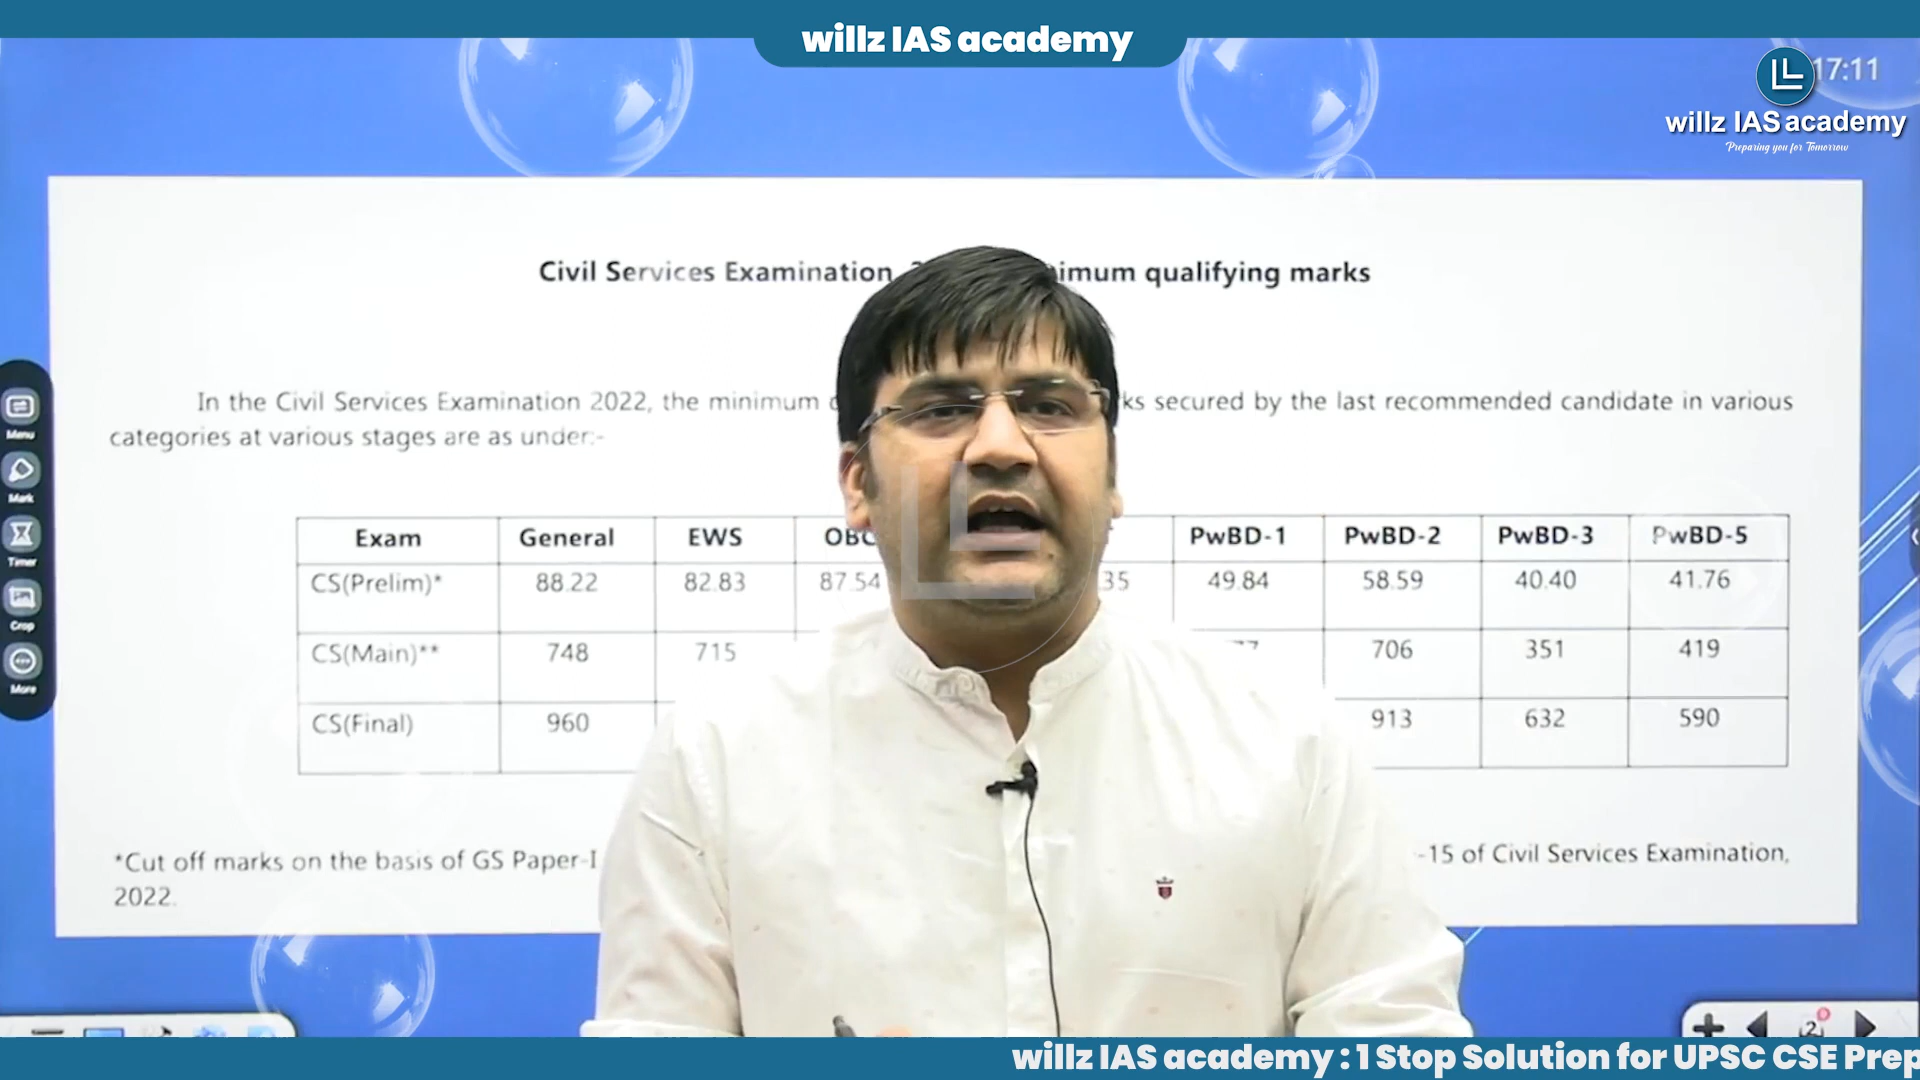 willz IAS academy
17:11
willz IAS academy
Preparing you for Tomorrow
Civil Services Examination, imum qualifying marks
In the Civil Services Examination 2022, the minimum ks secured by the last recommended candidate in various
categories at various stages are as under:-
Exam General EWS OBC PwBD-1 PwBD-2 PwBD-3 PwBD-5
CS(Prelim)* 88.22 82.83 87.54 35 49.84 58.59 40.40 41.76
CS(Main)** 748 715 706 351 419
CS(Final) 960 913 632 590
*Cut off marks on the basis of GS Paper-I -15 of Civil Services Examination,
2022.
Menu
Mark
Timer
Crop
More
2
willz IAS academy : 1 Stop Solution for UPSC CSE Prep